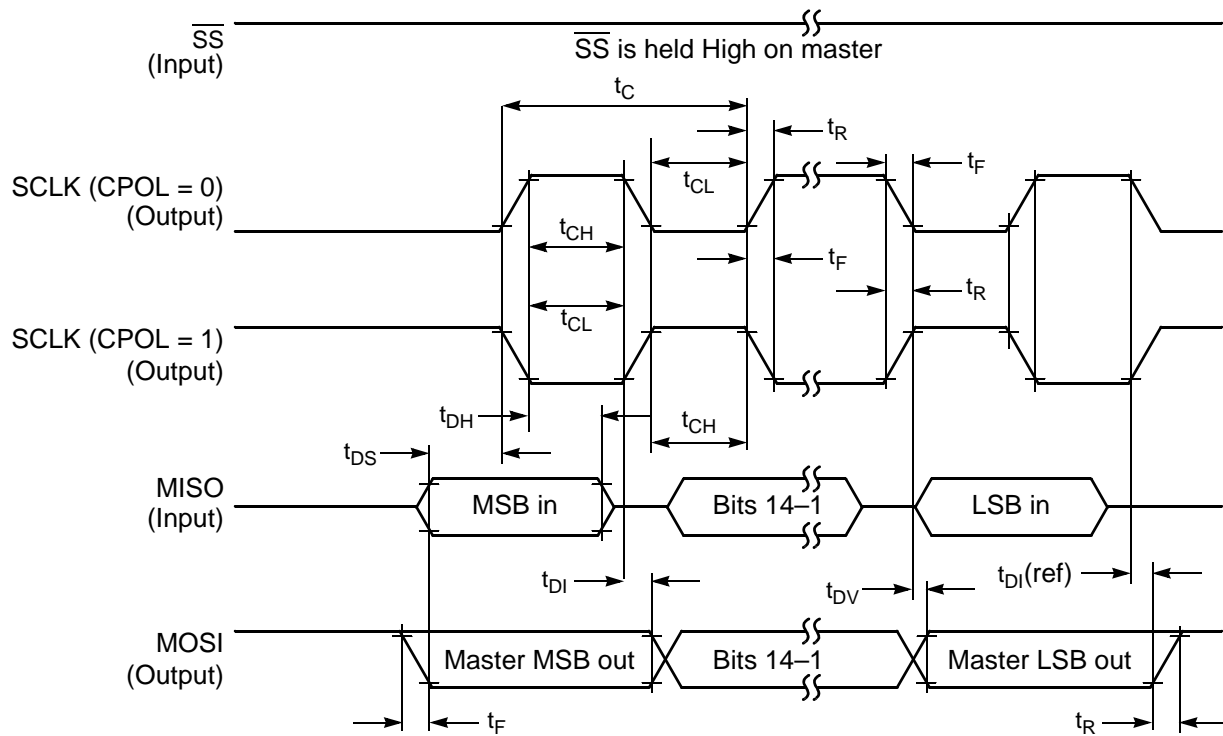 SS
(Input)
SS is held High on master
tC
tR
tF
SCLK (CPOL = 0)
(Output)
tCL
tCH
tF
tR
tCL
SCLK (CPOL = 1)
(Output)
tDH
tCH
tDS
MISO
(Input)
MSB in
Bits 14–1
LSB in
tDI
tDV
tDI(ref)
MOSI
(Output)
Master MSB out
Bits 14–1
Master LSB out
tF
tR